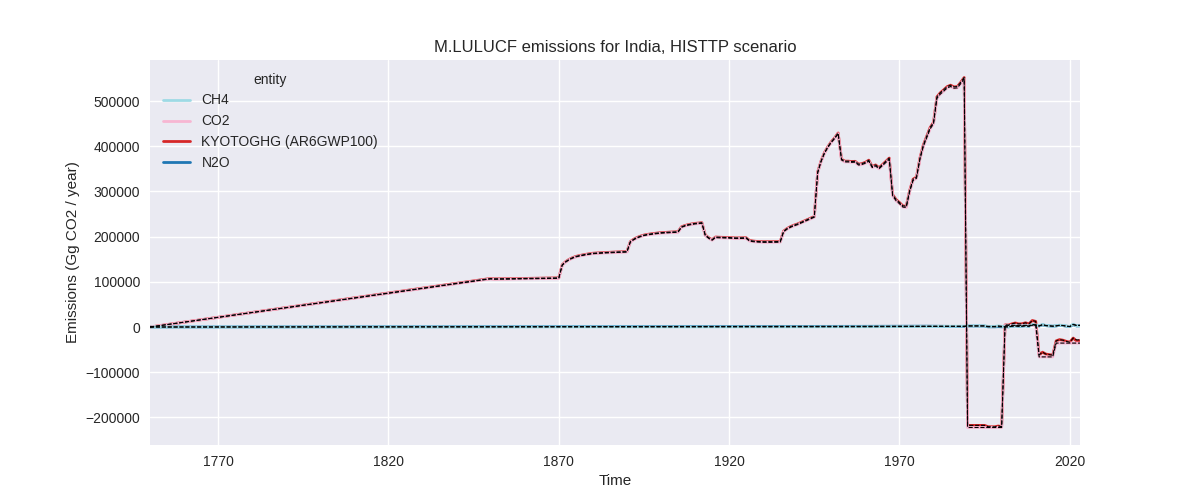 M.LULUCF emissions for India, HISTTP scenario
entity
CH4
CO2
KYOTOGHG (AR6GWP100)
N2O
Emissions (Gg CO2 / year)
500000
400000
300000
200000
100000
0
−100000
−200000
1770
1820
1870
1920
1970
2020
Time